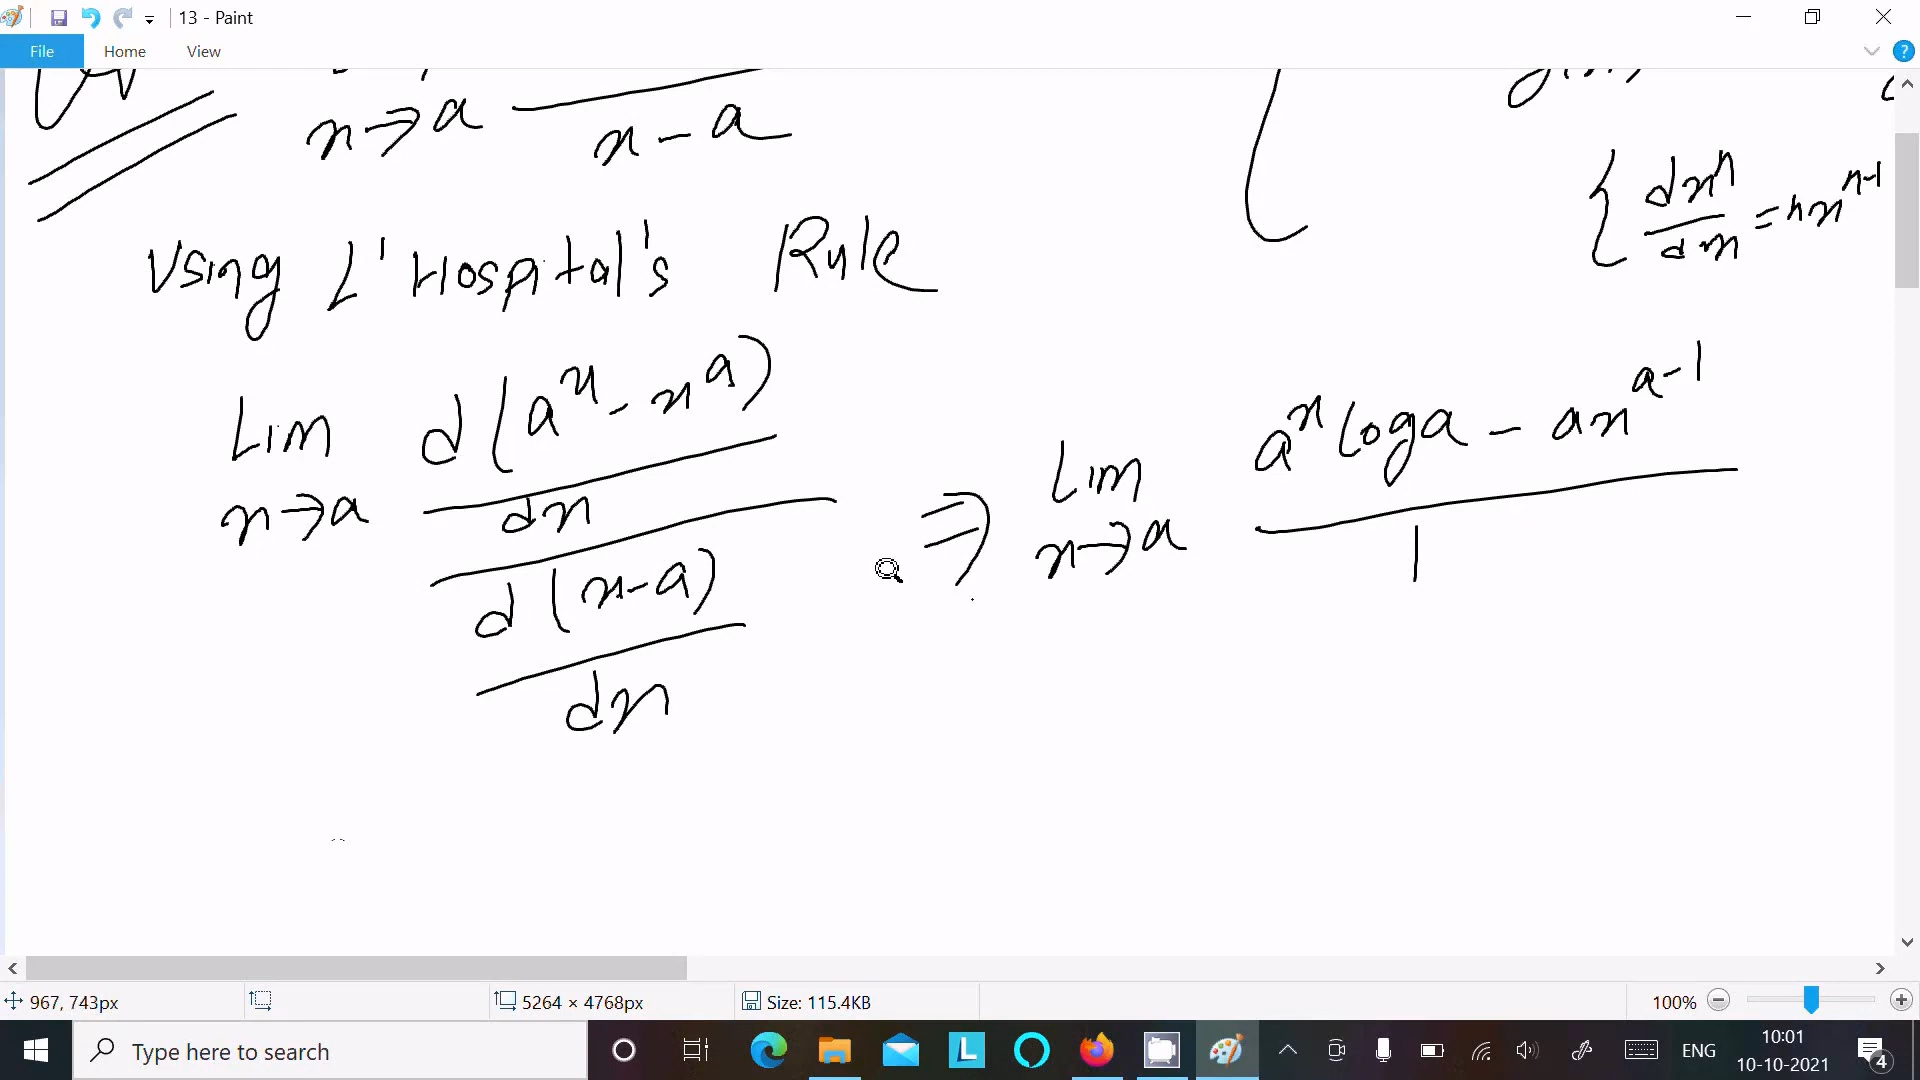 13 - Paint
File Home View
x→a
x - a
{ dxⁿ / dx = nxⁿ⁻¹
Using L'Hospital's Rule
Lim x→a d(aˣ - xᵃ) / dx / d(x-a) / dx ⇒ Lim x→a aˣ loga - axᵃ⁻¹ / 1
967, 743px 5264 × 4768px Size: 115.4KB 100%
Type here to search
L
ENG
10:01
10-10-2021
4